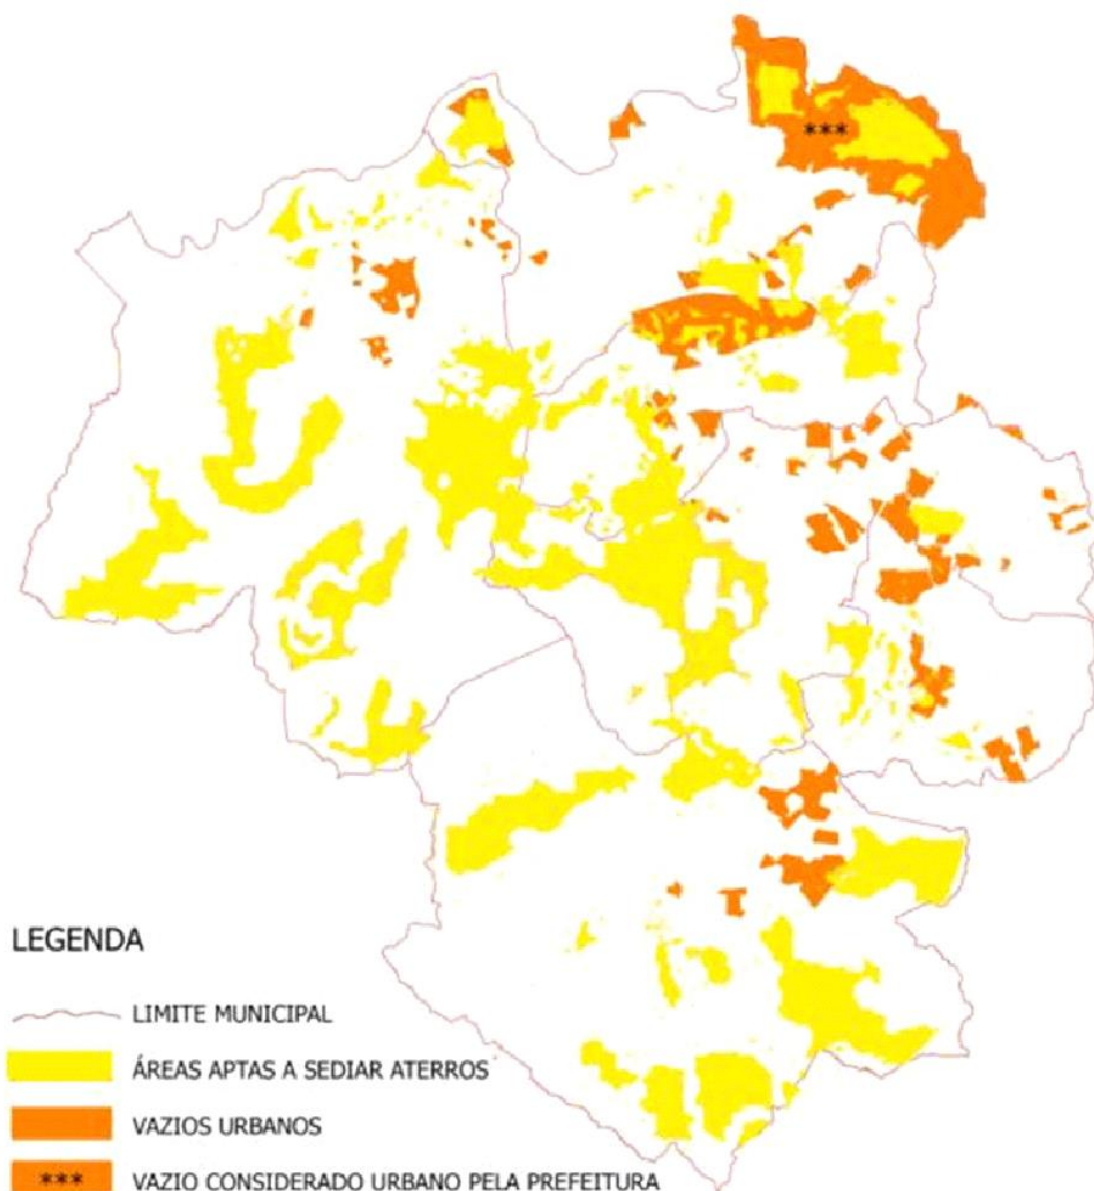 ***
LEGENDA
LIMITE MUNICIPAL
ÁREAS APTAS A SEDIAR ATERROS
VAZIOS URBANOS
*** VAZIO CONSIDERADO URBANO PELA PREFEITURA